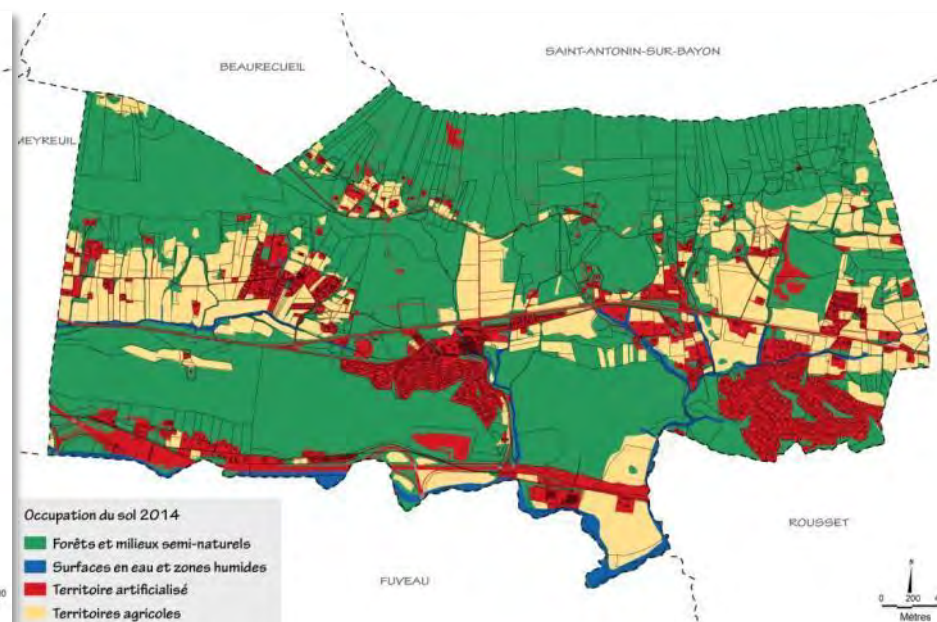 SAINT-ANTONIN-SUR-BAYON
BEAURECUEIL
MEYREUIL
ROUSSET
FUVEAU
Occupation du sol 2014
Forêts et milieux semi-naturels
Surfaces en eau et zones humides
Territoire artificialisé
Territoires agricoles
N
0 200
Mètres